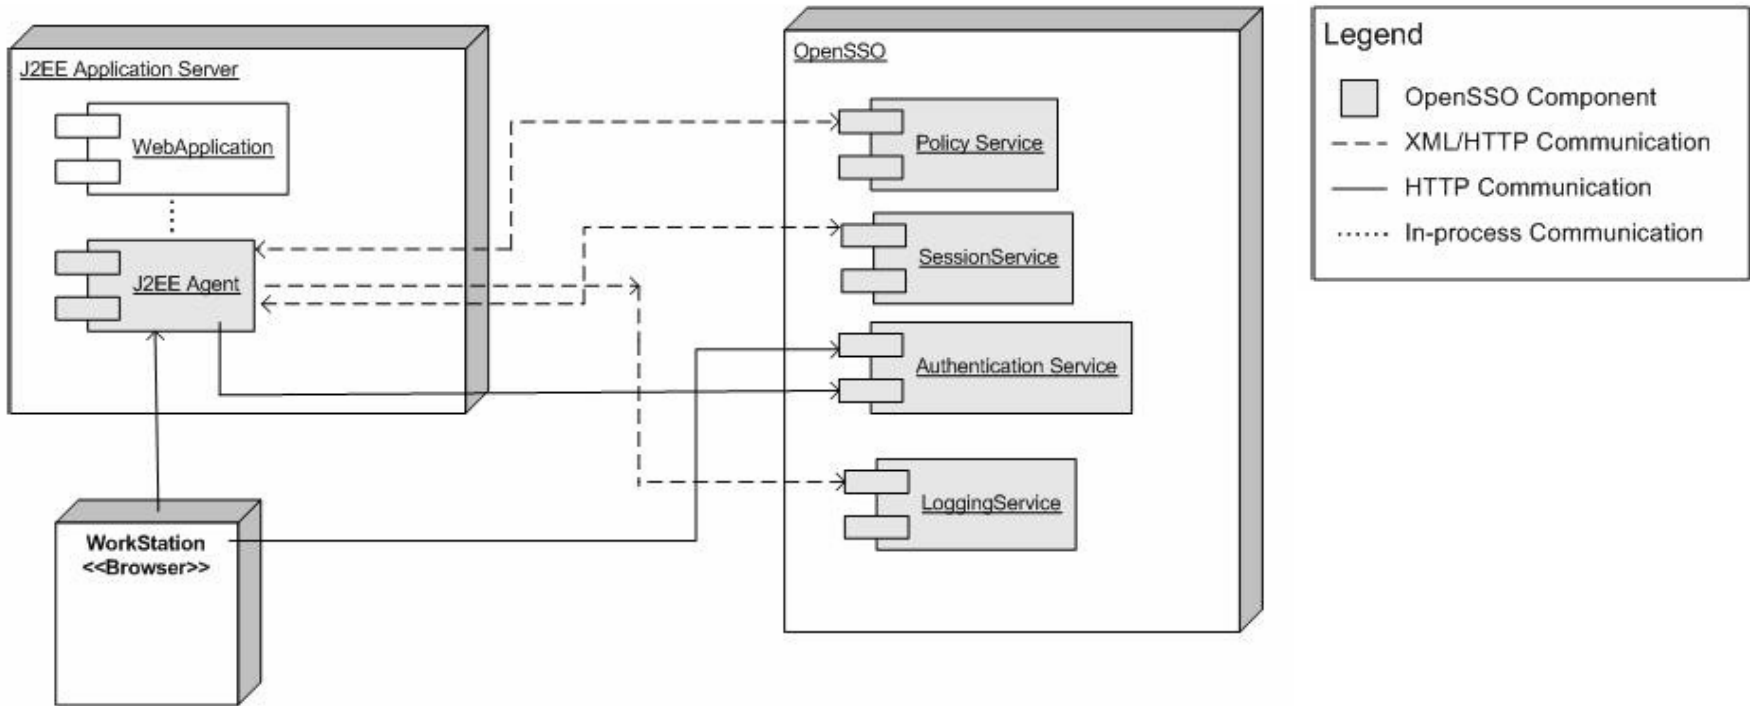 J2EE Application Server
WebApplication
J2EE Agent
WorkStation
<<Browser>>
OpenSSO
Policy Service
SessionService
Authentication Service
LoggingService
Legend
OpenSSO Component
XML/HTTP Communication
HTTP Communication
In-process Communication